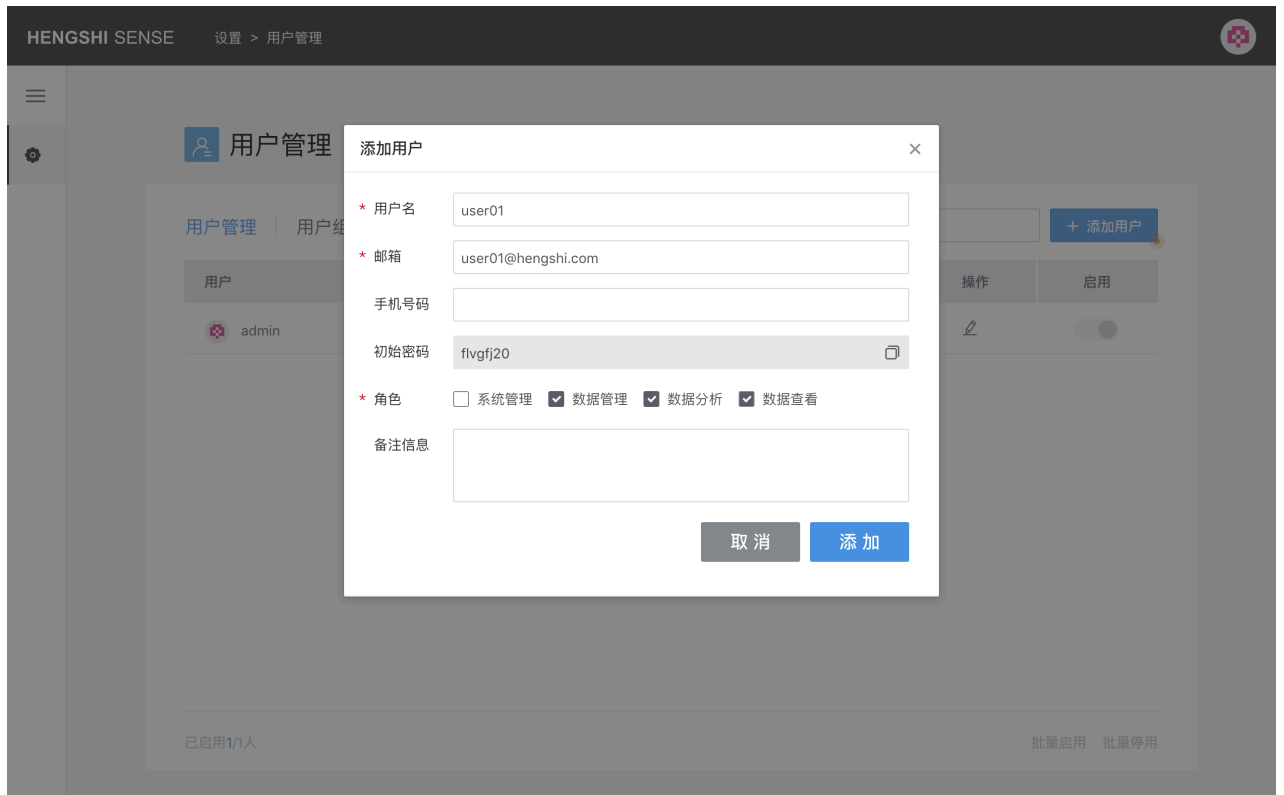 HENGSHI SENSE 设置 > 用户管理
用户管理
添加用户
* 用户名 user01
用户管理 用户组
+ 添加用户
* 邮箱 user01@hengshi.com
用户 操作 启用
手机号码
admin
初始密码 flvgfj20
* 角色 系统管理 数据管理 数据分析 数据查看
备注信息
取消 添加
已启用1/1人 批量启用 批量停用